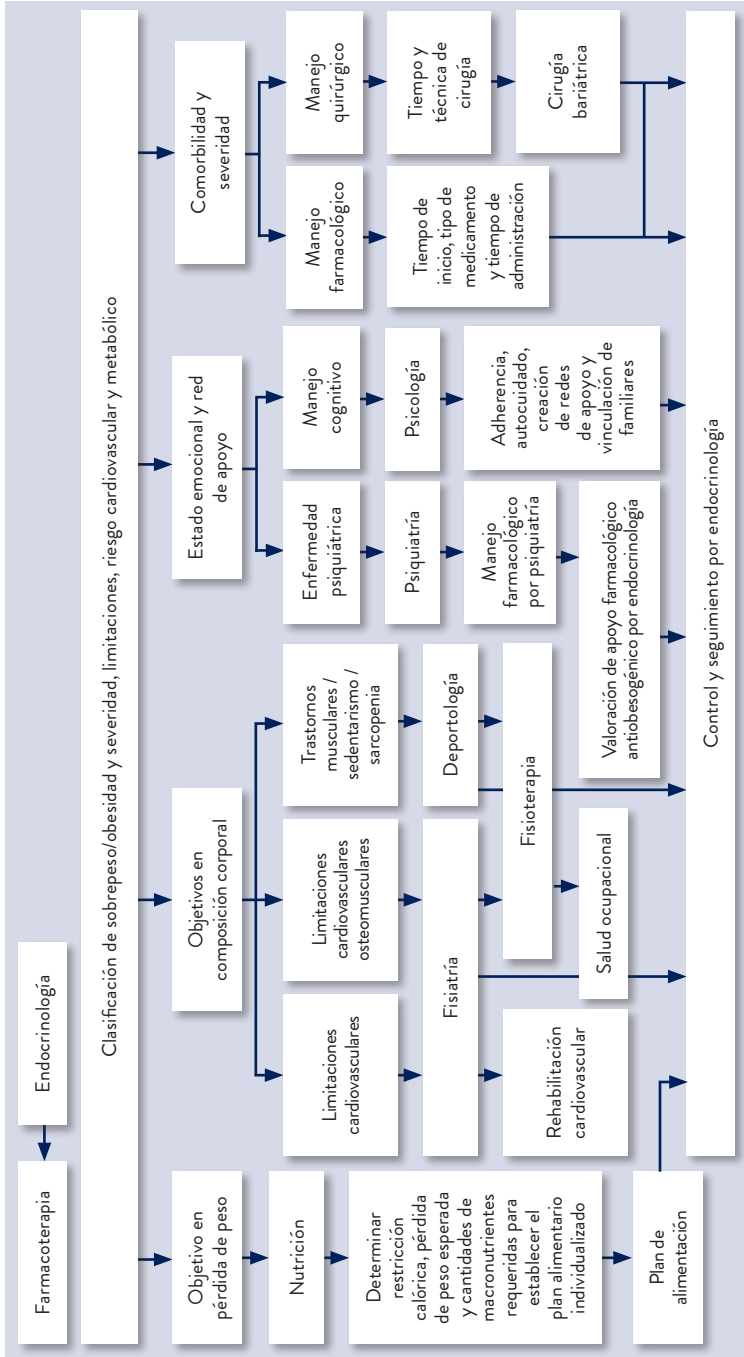 Farmacoterapia
Endocrinología
Clasificación de sobrepeso/obesidad y severidad, limitaciones, riesgo cardiovascular y metabólico
Objetivo en
pérdida de peso
Objetivos en
composición corporal
Estado emocional y red
de apoyo
Comorbilidad y
severidad
Nutrición
Limitaciones
cardiovasculares
Limitaciones
cardiovasculares
osteomusculares
Trastornos
musculares /
sedentarismo /
sarcopenia
Enfermedad
psiquiátrica
Manejo
cognitivo
Manejo
farmacológico
Manejo
quirúrgico
Determinar
restricción
calórica, pérdida
de peso esperada
y cantidades de
macronutrientes
requeridas para
establecer el
plan alimentario
individualizado
Fisiatría
Deportología
Psiquiatría
Psicología
Tiempo de
inicio, tipo de
medicamento
y tiempo de
administración
Tiempo y
técnica de
cirugía
Rehabilitación
cardiovascular
Fisioterapia
Manejo
farmacológico
por psiquiatría
Adherencia,
autocuidado,
creación
de redes
de apoyo y
vinculación de
familiares
Cirugía
bariátrica
Salud ocupacional
Valoración de apoyo farmacológico
antiobesogénico por endocrinología
Plan de
alimentación
Control y seguimiento por endocrinología